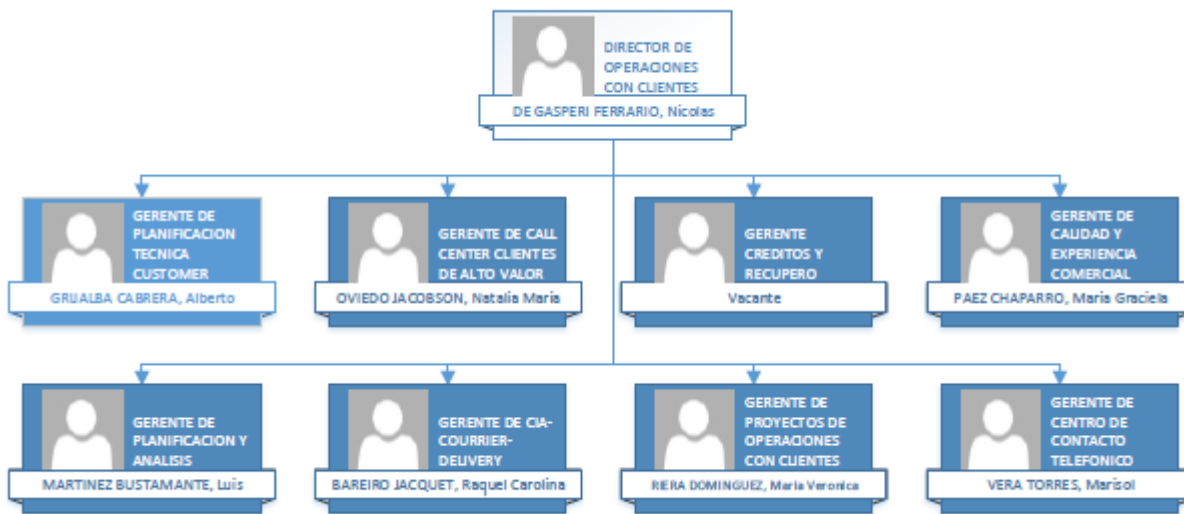 DIRECTOR DE
OPERACIONES
CON CLIENTES
DE GASPERI FERRARIO, Nicolas
GERENTE DE
PLANIFICACION
TECNICA
CUSTOMER
GRIJALBA CABRERA, Alberto
GERENTE DE CALL
CENTER CLIENTES
DE ALTO VALOR
OVIEDO JACOBSON, Natalia Maria
GERENTE
CREDITOS Y
RECUPERO
Vacante
GERENTE DE
CALIDAD Y
EXPERIENCIA
COMERCIAL
PAEZ CHAPARRO, Maria Graciela
GERENTE DE
PLANIFICACION Y
ANALISIS
MARTINEZ BUSTAMANTE, Luis
GERENTE DE CIA-
COURRIER-
DELIVERY
BAREIRO JACQUET, Raquel Carolina
GERENTE DE
PROYECTOS DE
OPERACIONES
CON CLIENTES
RIERA DOMINGUEZ, Maria Veronica
GERENTE DE
CENTRO DE
CONTACTO
TELEFONICO
VERA TORRES, Marisol